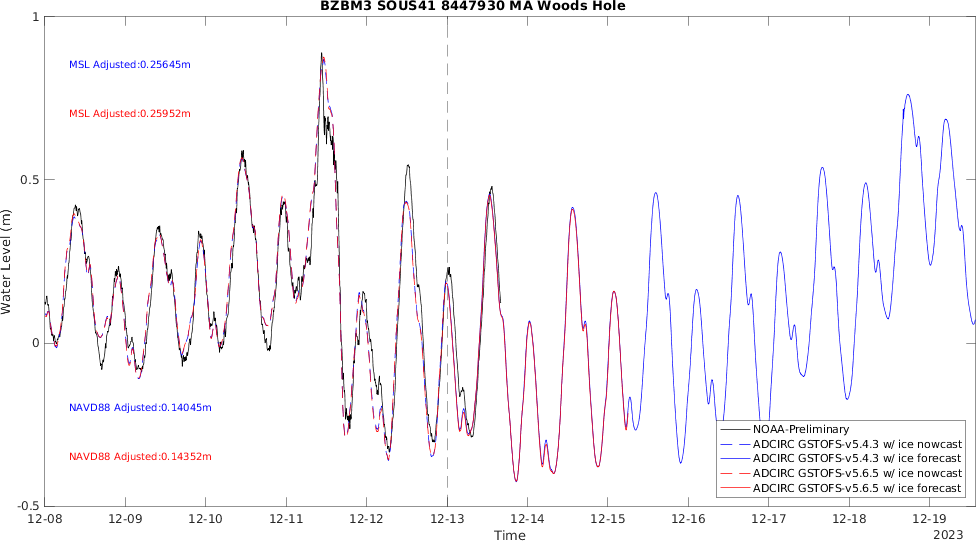 BZBM3 SOUS41 8447930 MA Woods Hole
1
0.5
0
-0.5
Water Level (m)
MSL Adjusted:0.25645m
MSL Adjusted:0.25952m
NAVD88 Adjusted:0.14045m
NAVD88 Adjusted:0.14352m
NOAA-Preliminary
ADCIRC GSTOFS-v5.4.3 w/ ice nowcast
ADCIRC GSTOFS-v5.4.3 w/ ice forecast
ADCIRC GSTOFS-v5.6.5 w/ ice nowcast
ADCIRC GSTOFS-v5.6.5 w/ ice forecast
12-08 12-09 12-10 12-11 12-12 12-13 12-14 12-15 12-16 12-17 12-18 12-19
Time
2023